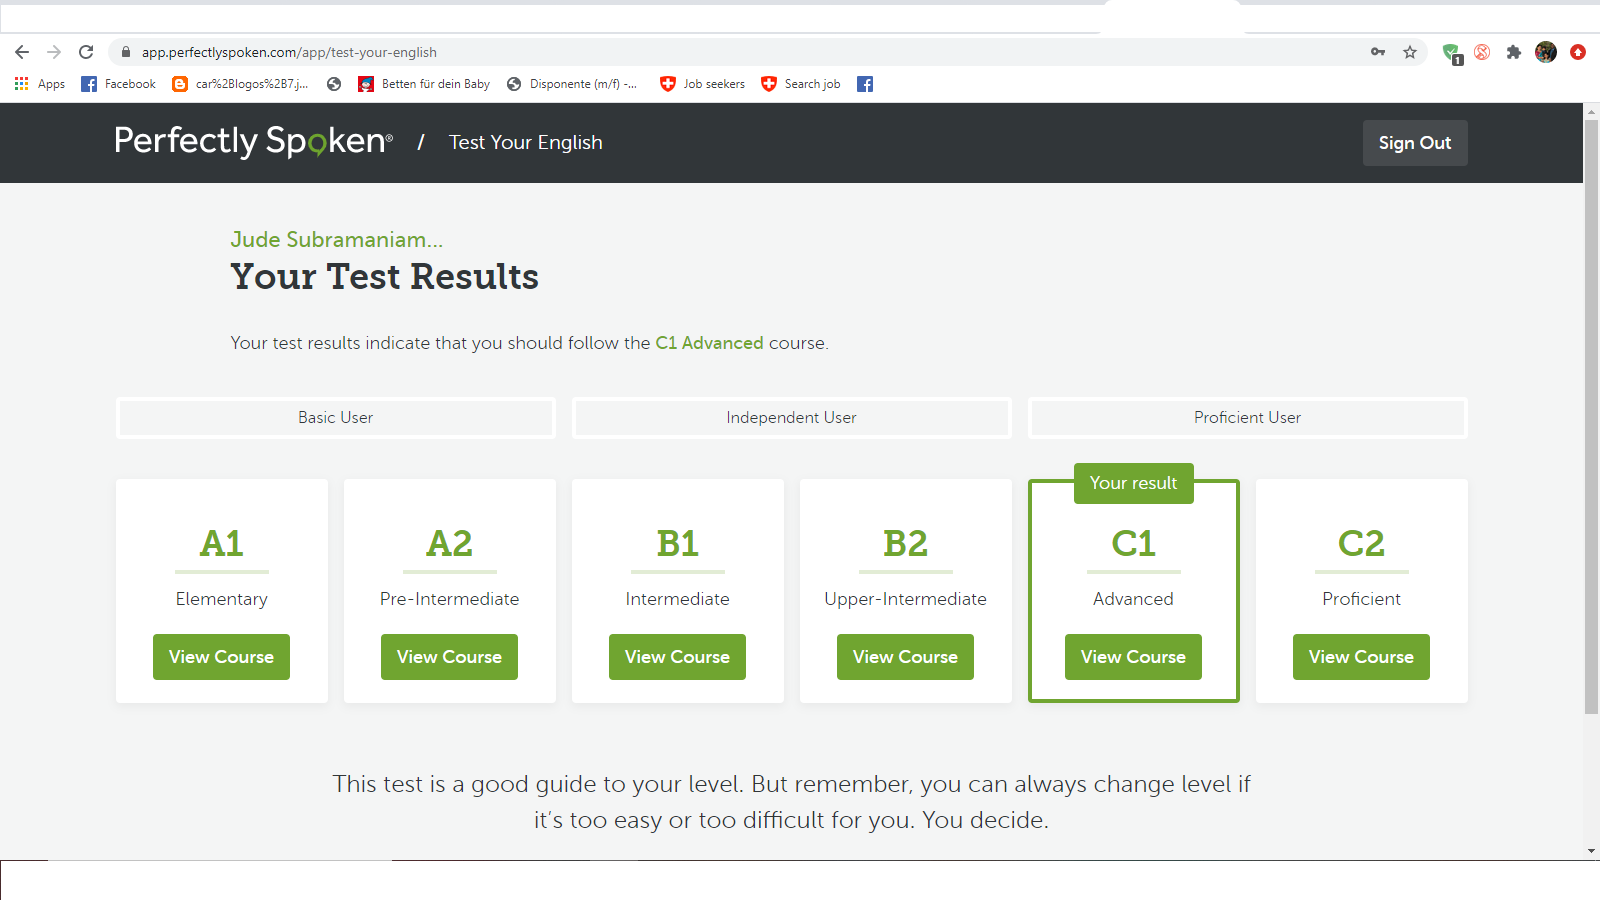 app.perfectlyspoken.com/app/test-your-english
1
Apps Facebook car%2Blogos%2B7.j... Betten für dein Baby Disponente (m/f) -... Job seekers Search job
Perfectly Spoken® / Test Your English Sign Out
Jude Subramaniam...
Your Test Results
Your test results indicate that you should follow the C1 Advanced course.
Basic User Independent User Proficient User
Your result
A1 A2 B1 B2 C1 C2
Elementary Pre-Intermediate Intermediate Upper-Intermediate Advanced Proficient
View Course View Course View Course View Course View Course View Course
This test is a good guide to your level. But remember, you can always change level if
it's too easy or too difficult for you. You decide.